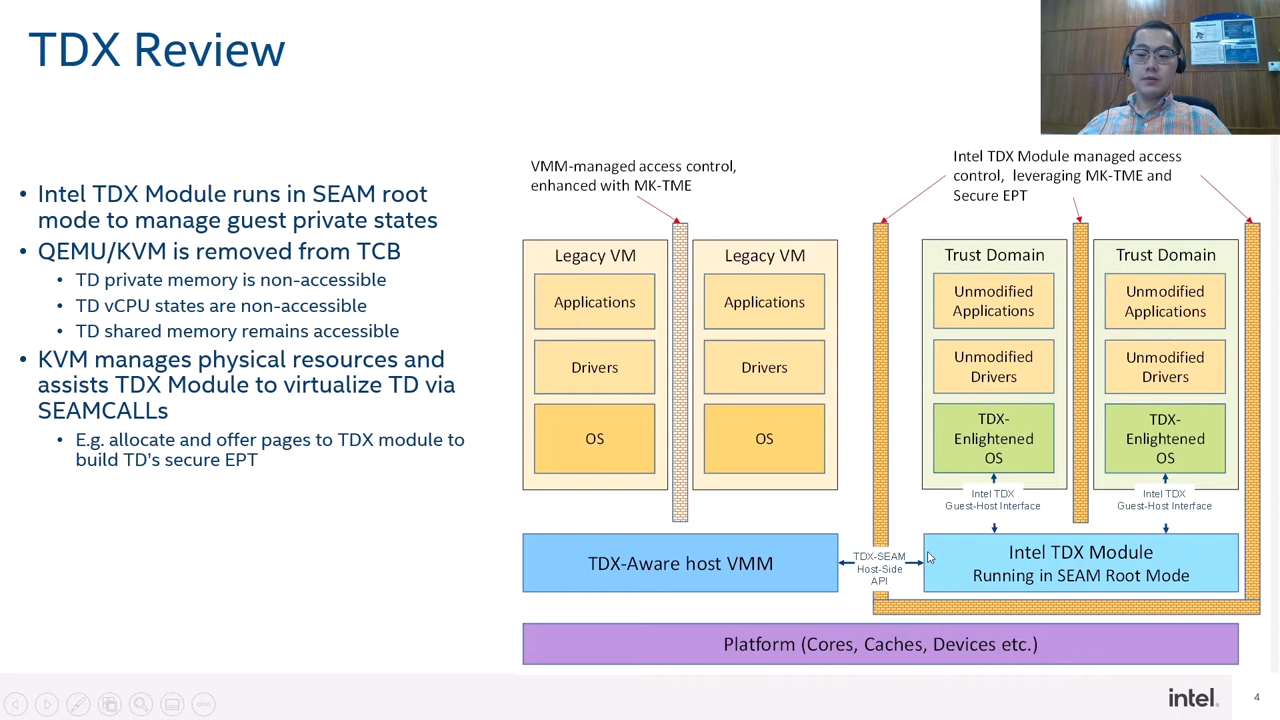 TDX Review
• Intel TDX Module runs in SEAM root
mode to manage guest private states
• QEMU/KVM is removed from TCB
• TD private memory is non-accessible
• TD vCPU states are non-accessible
• TD shared memory remains accessible
• KVM manages physical resources and
assists TDX Module to virtualize TD via
SEAMCALLs
• E.g. allocate and offer pages to TDX module to
build TD's secure EPT
VMM-managed access control,
enhanced with MK-TME
Intel TDX Module managed access
control, leveraging MK-TME and
Secure EPT
Legacy VM
Applications
Drivers
OS
Legacy VM
Applications
Drivers
OS
Trust Domain
Unmodified
Applications
Unmodified
Drivers
TDX-
Enlightened
OS
Intel TDX
Guest-Host Interface
Trust Domain
Unmodified
Applications
Unmodified
Drivers
TDX-
Enlightened
OS
Intel TDX
Guest-Host Interface
TDX-Aware host VMM
TDX-SEAM
Host-Side
API
Intel TDX Module
Running in SEAM Root Mode
Platform (Cores, Caches, Devices etc.)
intel.
4